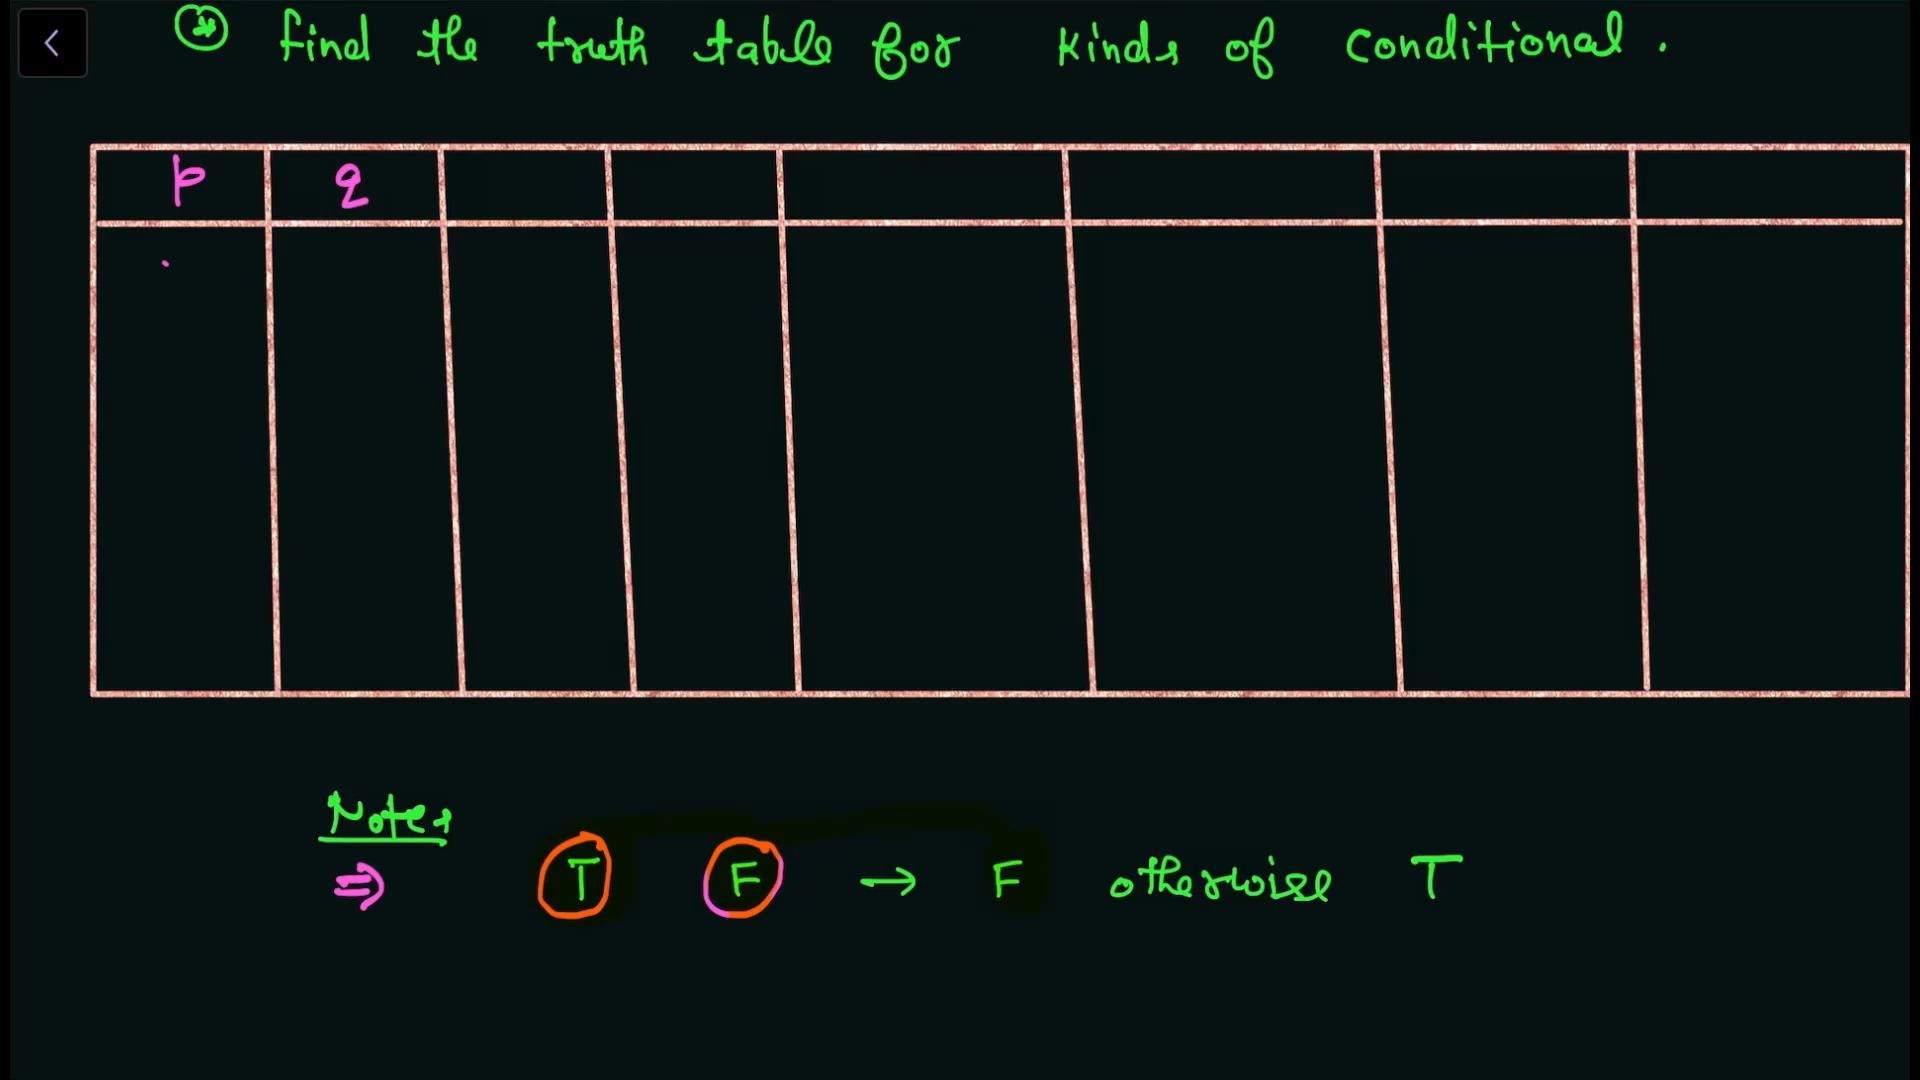 find the truth table for kinds of conditional.
p q
Notes
⇒ T F → F otherwise T